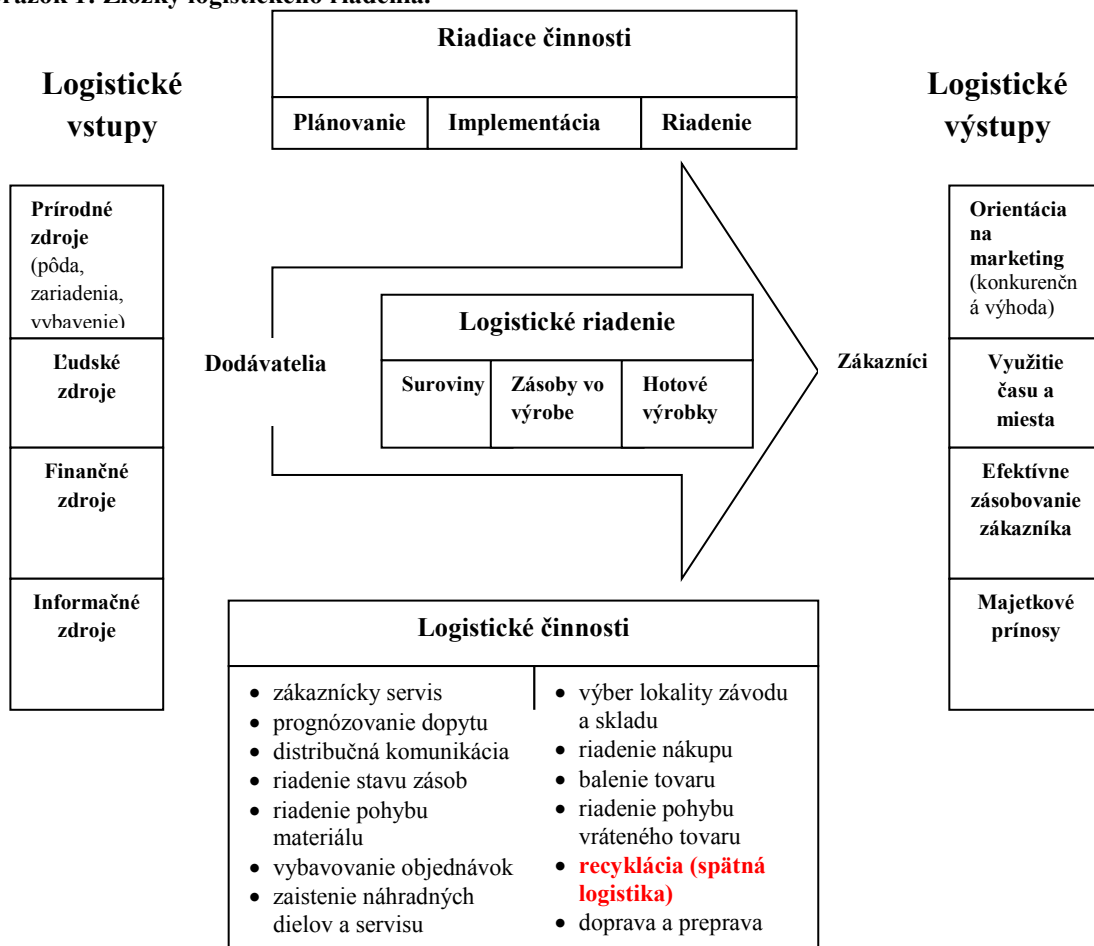 Riadiace činnosti
Plánovanie
Implementácia
Riadenie
Logistické
vstupy
Logistické
výstupy
Prírodné
zdroje
(pôda,
zariadenia,
vybavenie)
Ľudské
zdroje
Finančné
zdroje
Informačné
zdroje
Dodávatelia
Logistické riadenie
Suroviny
Zásoby vo
výrobe
Hotové
výrobky
Zákazníci
Orientácia
na
marketing
(konkurenčn
á výhoda)
Využitie
času a
miesta
Efektívne
zásobovanie
zákazníka
Majetkové
prínosy
Logistické činnosti
• zákaznícky servis
• prognózovanie dopytu
• distribučná komunikácia
• riadenie stavu zásob
• riadenie pohybu
materiálu
• vybavovanie objednávok
• zaistenie náhradných
dielov a servisu
• výber lokality závodu
a skladu
• riadenie nákupu
• balenie tovaru
• riadenie pohybu
vráteného tovaru
• recyklácia (spätná
logistika)
• doprava a preprava